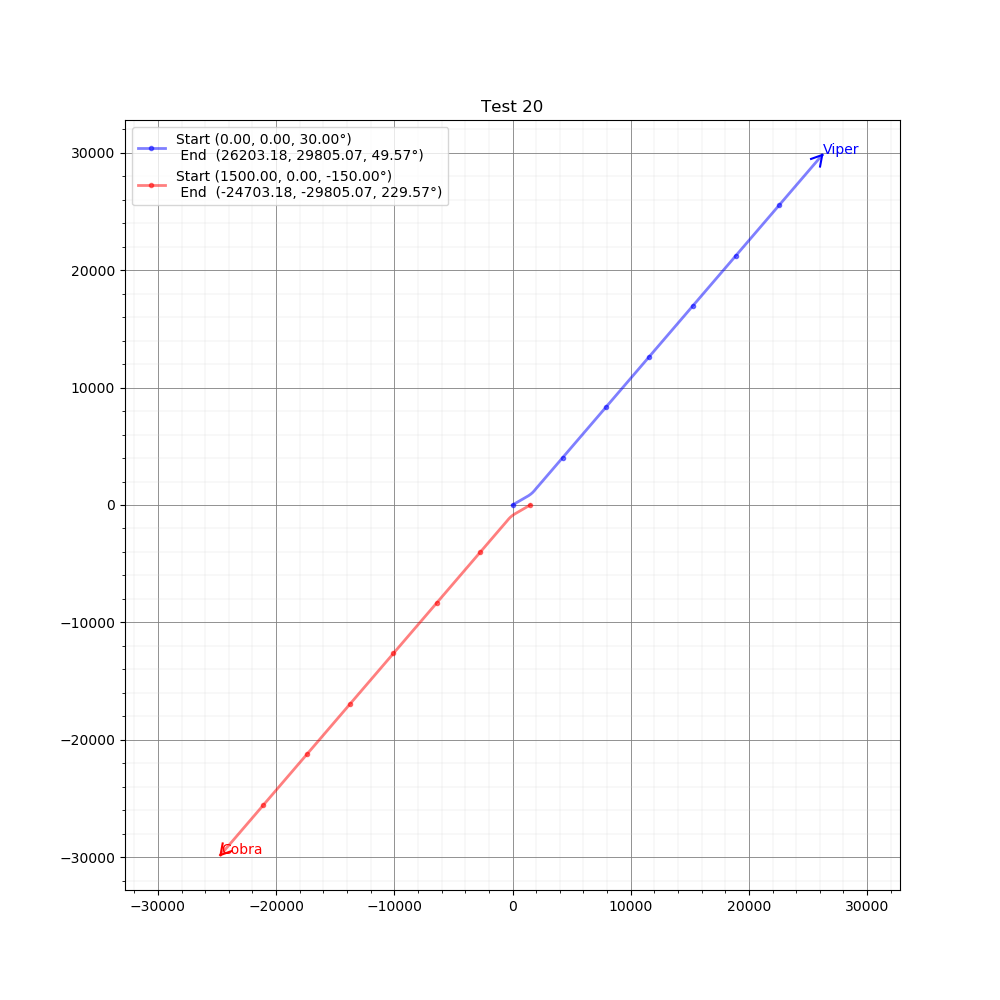 Test 20
Start (0.00, 0.00, 30.00°)
End  (26203.18, 29805.07, 49.57°)
Start (1500.00, 0.00, -150.00°)
End  (-24703.18, -29805.07, 229.57°)
Viper
Cobra
30000
20000
10000
0
−10000
−20000
−30000
−30000 −20000 −10000 0 10000 20000 30000